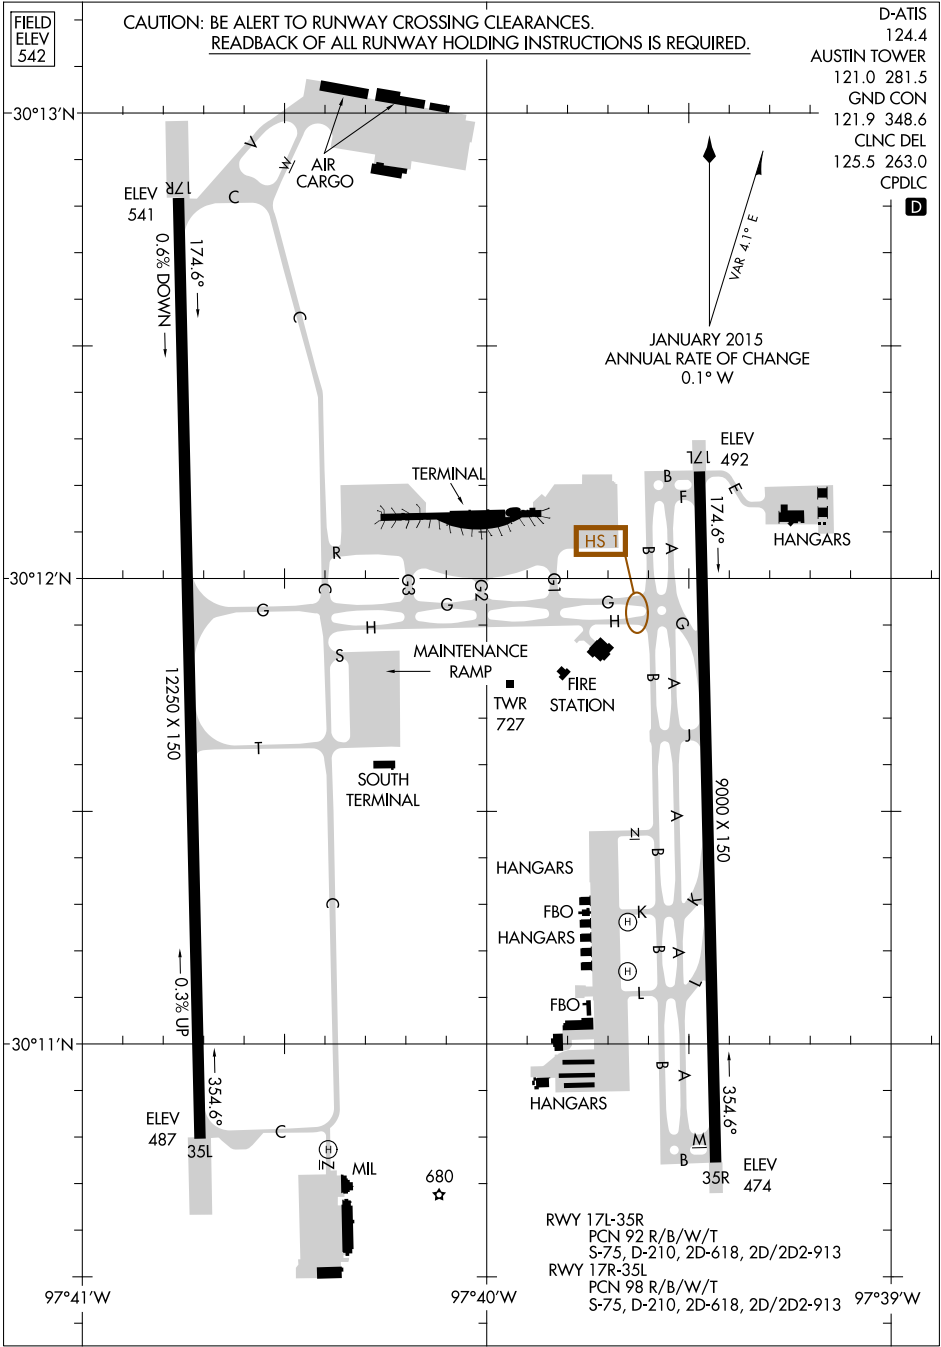 FIELD
ELEV
542
CAUTION: BE ALERT TO RUNWAY CROSSING CLEARANCES.
READBACK OF ALL RUNWAY HOLDING INSTRUCTIONS IS REQUIRED.
D-ATIS
124.4
AUSTIN TOWER
121.0 281.5
GND CON
121.9 348.6
CLNC DEL
125.5 263.0
CPDLC
D
30°13'N
V
W
AIR
CARGO
C
ELEV
541
17R
174.6°
0.6% DOWN
VAR 4.1° E
JANUARY 2015
ANNUAL RATE OF CHANGE
0.1° W
C
ELEV
492
17L
TERMINAL
B
F
E
174.6°
HANGARS
HS 1
R
B
A
30°12'N
C
G3
G2
G1
G
G
G
H
H
G
S
MAINTENANCE
RAMP
TWR
727
FIRE
STATION
B
A
12250 X 150
T
J
SOUTH
TERMINAL
9000 X 150
A
N
B
HANGARS
C
FBO
K
K
H
HANGARS
B
A
H
L
L
FBO
0.3% UP
30°11'N
B
A
354.6°
354.6°
HANGARS
ELEV
487
35L
C
H
Z
MIL
680
M
B
35R
ELEV
474
RWY 17L-35R
PCN 92 R/B/W/T
S-75, D-210, 2D-618, 2D/2D2-913
RWY 17R-35L
PCN 98 R/B/W/T
S-75, D-210, 2D-618, 2D/2D2-913
97°41'W
97°40'W
97°39'W